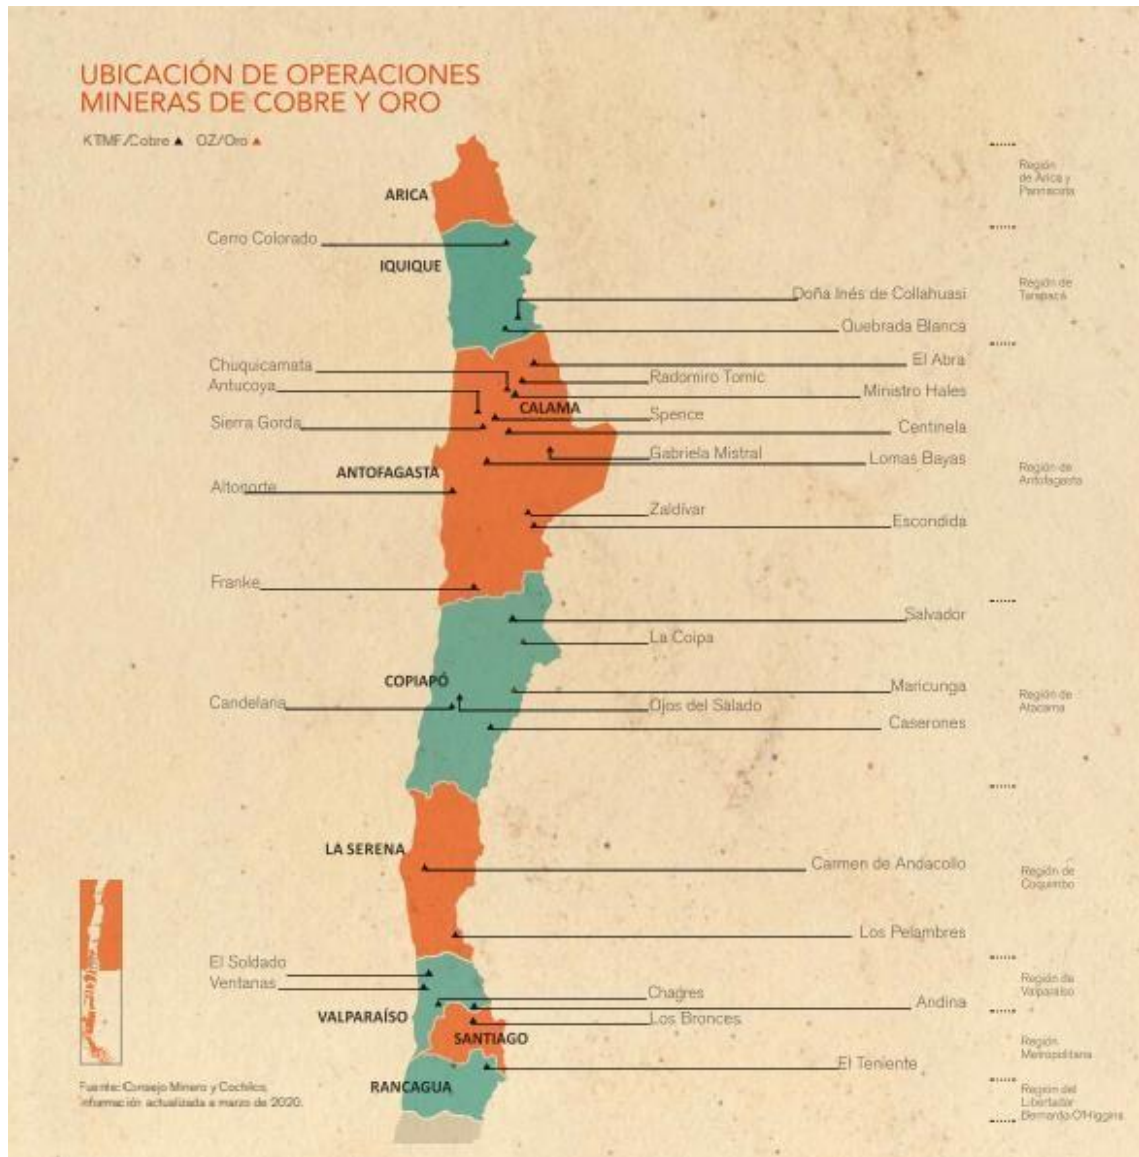 UBICACIÓN DE OPERACIONES
MINERAS DE COBRE Y ORO
KTMF/Cobre OZ/Oro
ARICA
Región
de Arica y
Parinacota
Cerro Colorado
IQUIQUE
Región de
Tarapacá
Doña Inés de Collahuasi
Quebrada Blanca
El Abra
Chuquicamata
Radomiro Tomic
Antucoya
Ministro Hales
CALAMA
Spence
Sierra Gorda
Centinela
Gabriela Mistral
Lomas Bayas
ANTOFAGASTA
Región de
Antofagasta
Altonorte
Zaldívar
Escondida
Franke
Salvador
La Coipa
COPIAPÓ
Maricunga
Región de
Atacama
Candelaria
Ojos del Salado
Caserones
LA SERENA
Carmen de Andacollo
Región de
Coquimbo
Los Pelambres
El Soldado
Ventanas
Región de
Valparaíso
Chagres
Andina
VALPARAÍSO
Los Bronces
SANTIAGO
Región
Metropolitana
El Teniente
RANCAGUA
Región del
Libertador
Bernardo O'Higgins
Fuente: Consejo Minero y Cochilco.
Información actualizada a marzo de 2020.